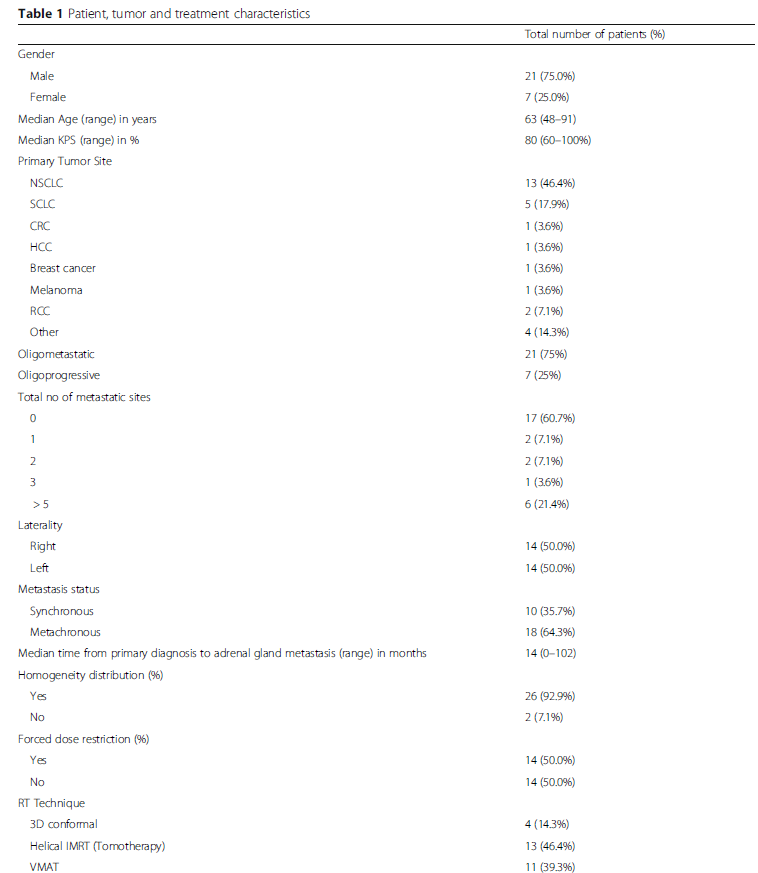 Table 1 Patient, tumor and treatment characteristics
Total number of patients (%)
Gender
Male 21 (75.0%)
Female 7 (25.0%)
Median Age (range) in years 63 (48–91)
Median KPS (range) in % 80 (60–100%)
Primary Tumor Site
NSCLC 13 (46.4%)
SCLC 5 (17.9%)
CRC 1 (3.6%)
HCC 1 (3.6%)
Breast cancer 1 (3.6%)
Melanoma 1 (3.6%)
RCC 2 (7.1%)
Other 4 (14.3%)
Oligometastatic 21 (75%)
Oligoprogressive 7 (25%)
Total no of metastatic sites
0 17 (60.7%)
1 2 (7.1%)
2 2 (7.1%)
3 1 (3.6%)
> 5 6 (21.4%)
Laterality
Right 14 (50.0%)
Left 14 (50.0%)
Metastasis status
Synchronous 10 (35.7%)
Metachronous 18 (64.3%)
Median time from primary diagnosis to adrenal gland metastasis (range) in months 14 (0–102)
Homogeneity distribution (%)
Yes 26 (92.9%)
No 2 (7.1%)
Forced dose restriction (%)
Yes 14 (50.0%)
No 14 (50.0%)
RT Technique
3D conformal 4 (14.3%)
Helical IMRT (Tomotherapy) 13 (46.4%)
VMAT 11 (39.3%)